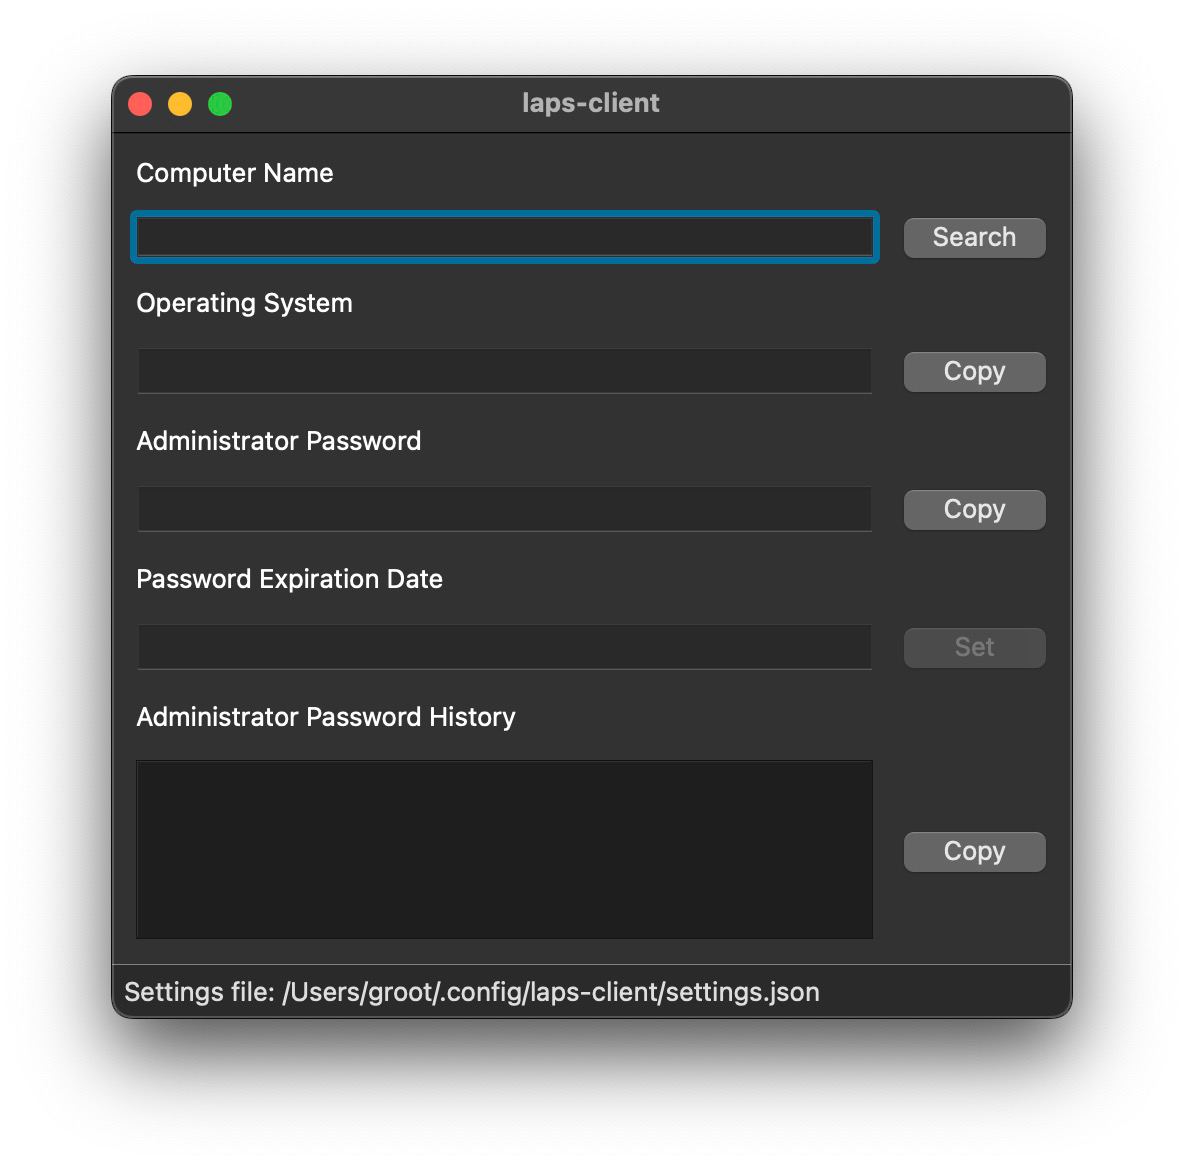 laps-client
Computer Name
Search
Operating System
Copy
Administrator Password
Copy
Password Expiration Date
Set
Administrator Password History
Copy
Settings file: /Users/groot/.config/laps-client/settings.json